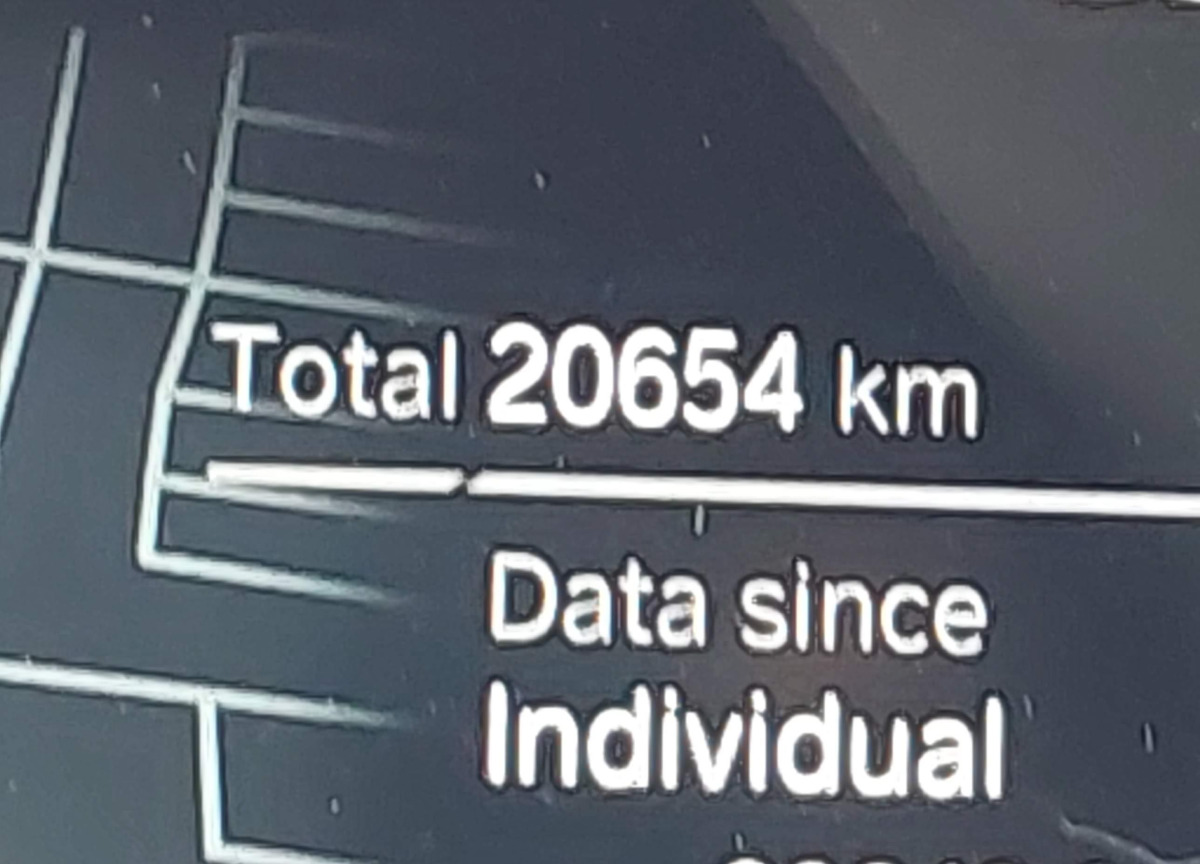 Total 20654 km
Data since
Individual